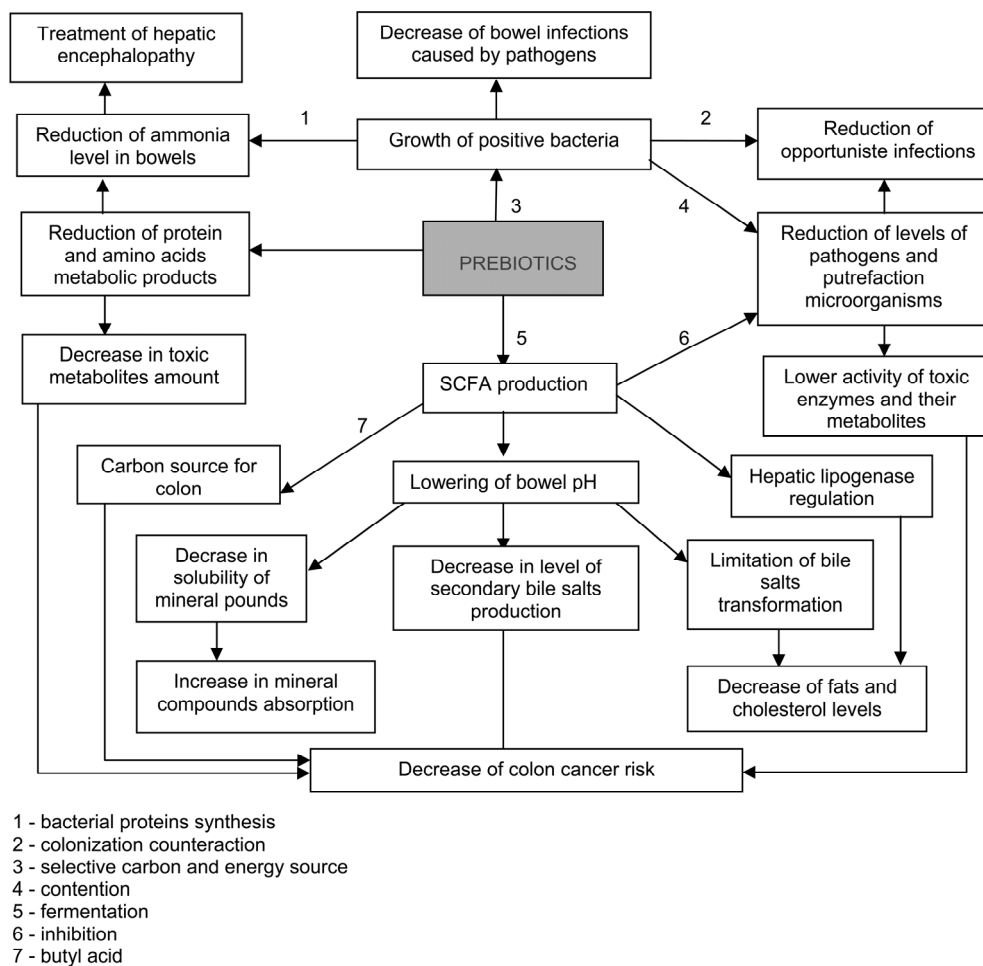 Treatment of hepatic
encephalopathy
Decrease of bowel infections
caused by pathogens
Reduction of ammonia
level in bowels
1
Growth of positive bacteria
2
Reduction of
opportuniste infections
3
4
Reduction of protein
and amino acids
metabolic products
PREBIOTICS
Reduction of levels of
pathogens and
putrefaction
microorganisms
Decrease in toxic
metabolites amount
5
6
SCFA production
Lower activity of toxic
enzymes and their
metabolites
7
Carbon source for
colon
Lowering of bowel pH
Hepatic lipogenase
regulation
Decrase in
solubility of
mineral pounds
Decrease in level of
secondary bile salts
production
Limitation of bile
salts
transformation
Increase in mineral
compounds absorption
Decrease of fats and
cholesterol levels
Decrease of colon cancer risk
1 - bacterial proteins synthesis
2 - colonization counteraction
3 - selective carbon and energy source
4 - contention
5 - fermentation
6 - inhibition
7 - butyl acid